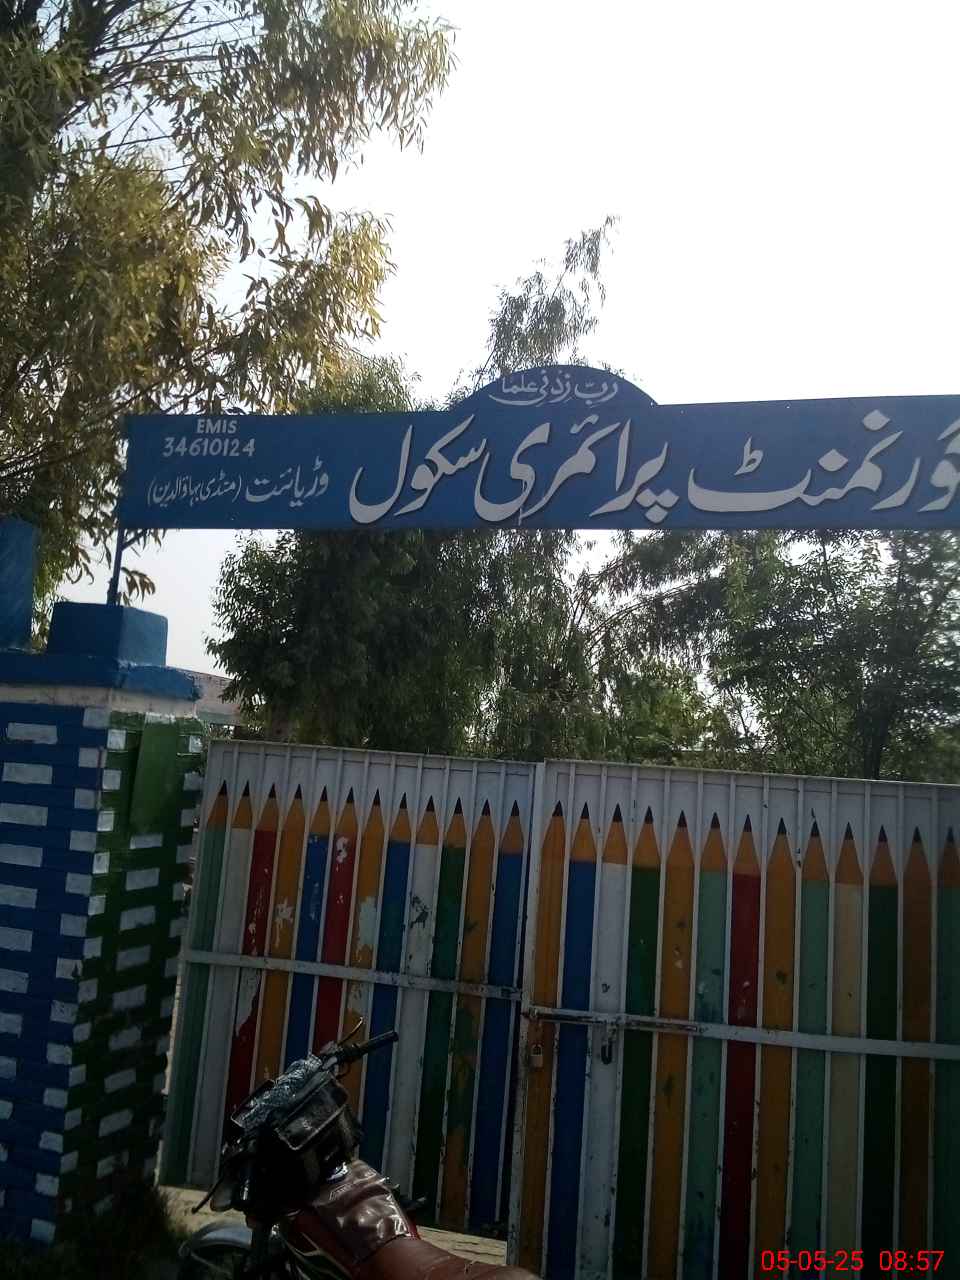 ربّ زدنی علما
گورنمنٹ پرائمری سکول
وڑیائت (منڈی بہاؤالدین)
EMIS
34610124
05-05-25 08:57